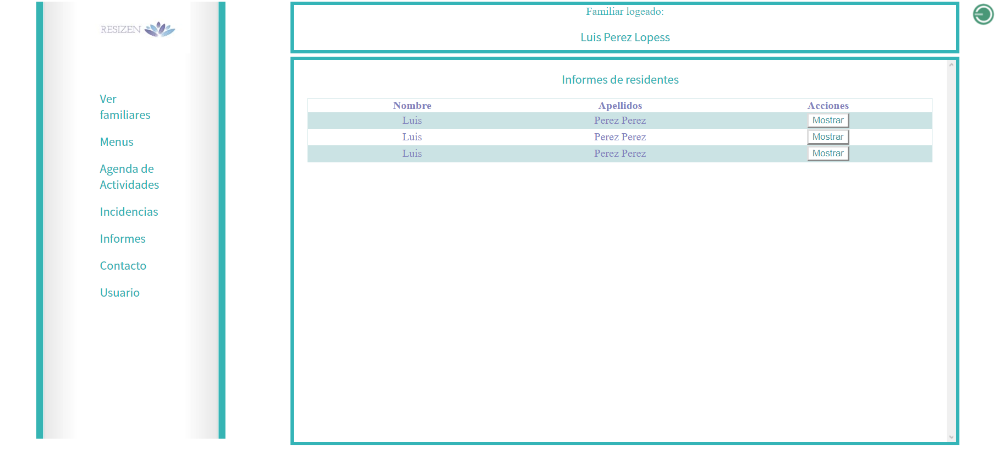 RESIZEN
Ver
familiares
Menus
Agenda de
Actividades
Incidencias
Informes
Contacto
Usuario
Familiar logeado:
Luis Perez Lopess
Informes de residentes
Nombre Apellidos Acciones
Luis Perez Perez Mostrar
Luis Perez Perez Mostrar
Luis Perez Perez Mostrar